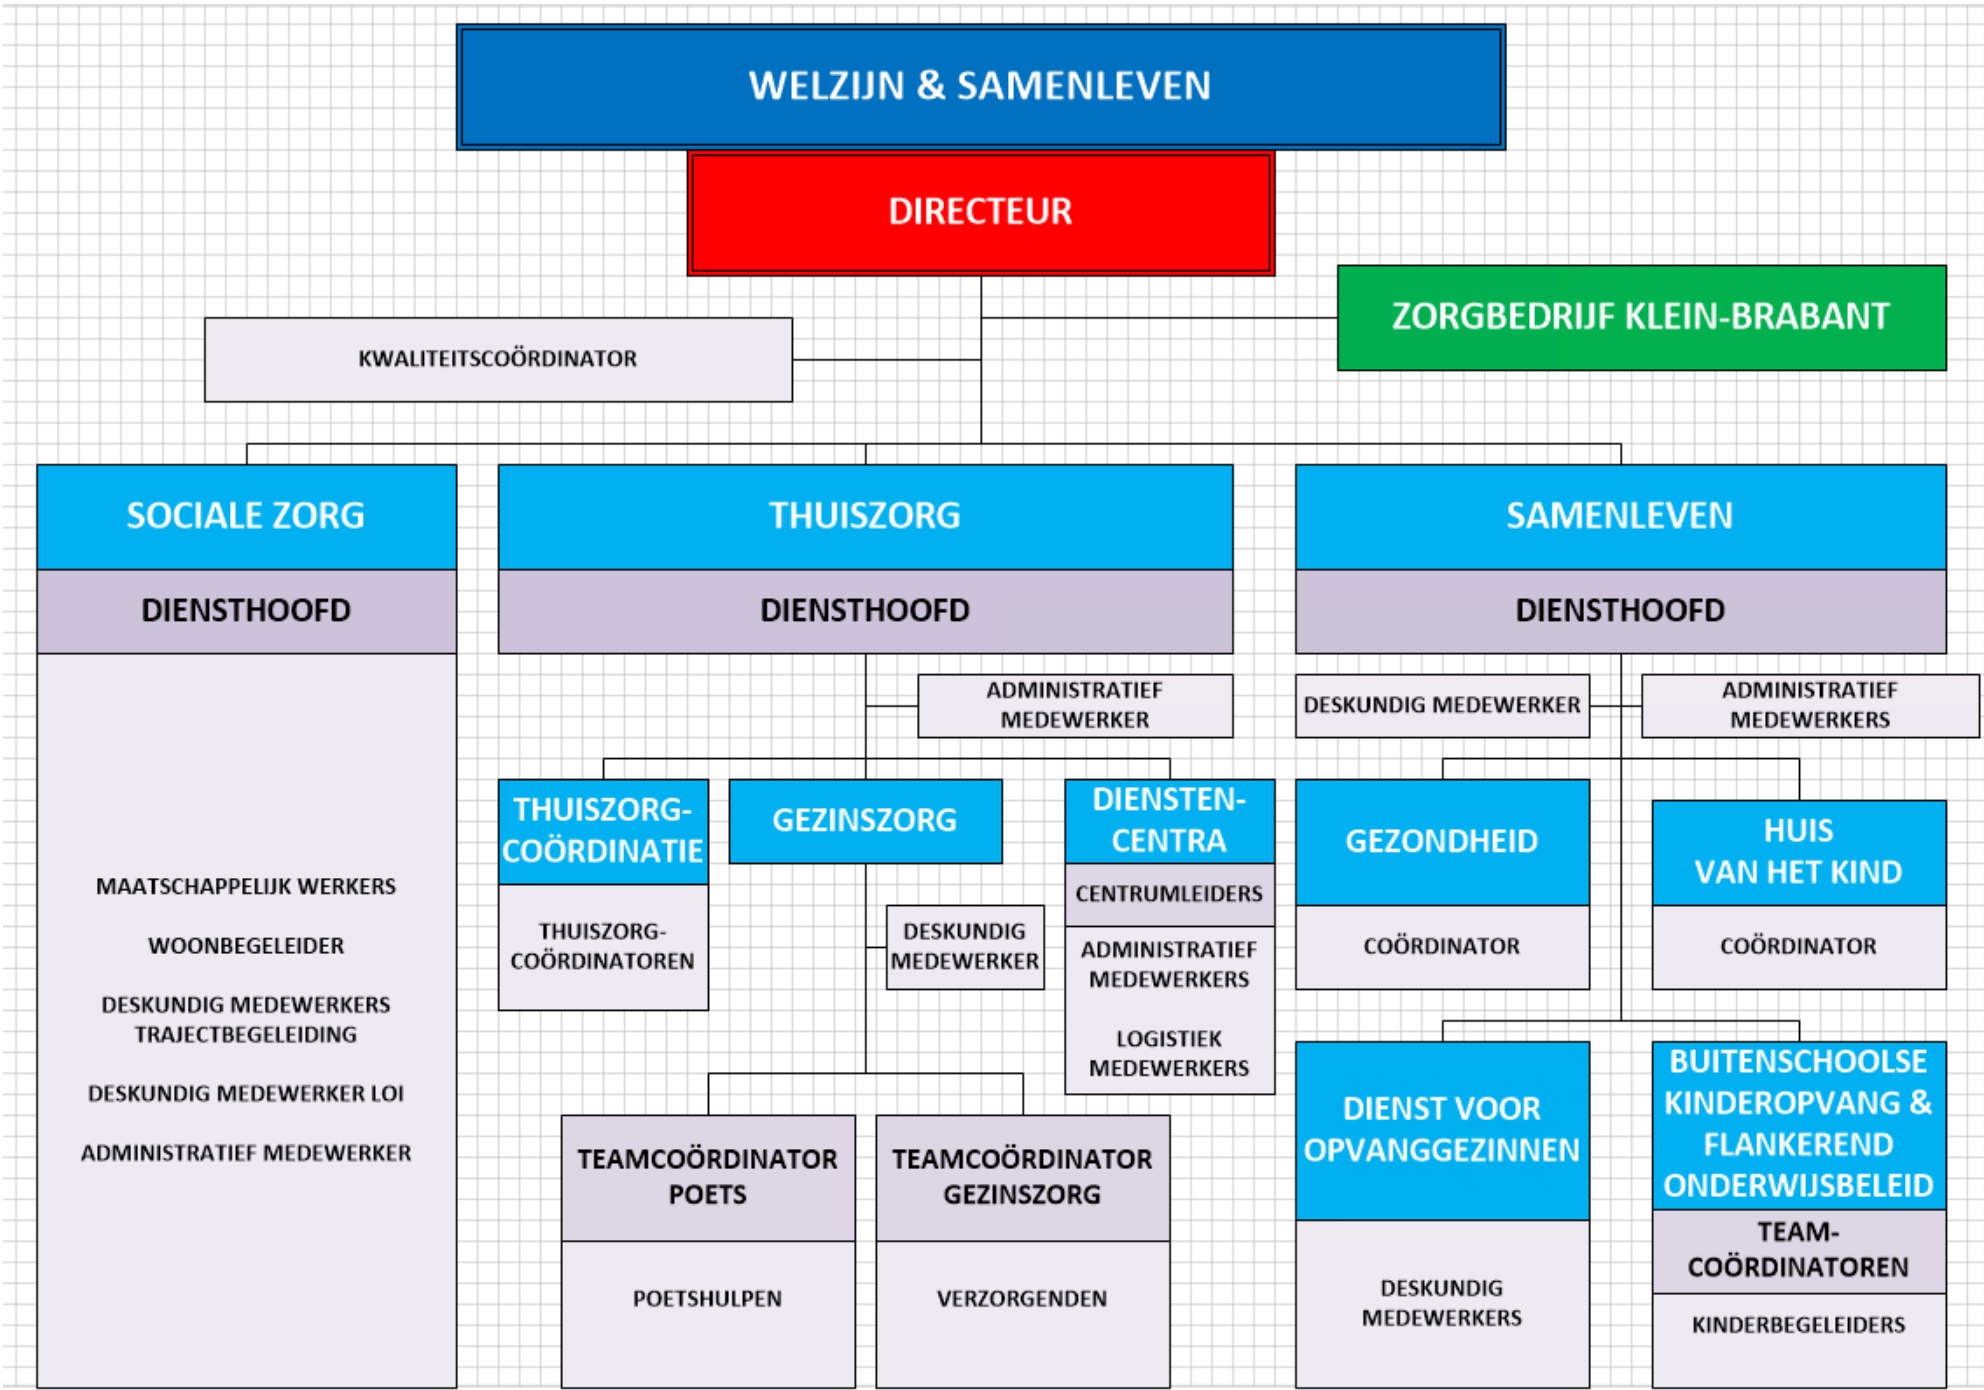 WELZIJN & SAMENLEVEN
DIRECTEUR
ZORGBEDRIJF KLEIN-BRABANT
KWALITEITSCOÖRDINATOR
SOCIALE ZORG
DIENSTHOOFD
MAATSCHAPPELIJK WERKERS
WOONBEGELEIDER
DESKUNDIG MEDEWERKERS
TRAJECTBEGELEIDING
DESKUNDIG MEDEWERKER LOI
ADMINISTRATIEF MEDEWERKER
THUISZORG
DIENSTHOOFD
ADMINISTRATIEF
MEDEWERKER
THUISZORG-
COÖRDINATIE
THUISZORG-
COÖRDINATOREN
GEZINSZORG
DESKUNDIG
MEDEWERKER
DIENSTEN-
CENTRA
CENTRUMLEIDERS
ADMINISTRATIEF
MEDEWERKERS
LOGISTIEK
MEDEWERKERS
TEAMCOÖRDINATOR
POETS
POETSHULPEN
TEAMCOÖRDINATOR
GEZINSZORG
VERZORGENDEN
SAMENLEVEN
DIENSTHOOFD
DESKUNDIG MEDEWERKER
ADMINISTRATIEF
MEDEWERKERS
GEZONDHEID
COÖRDINATOR
HUIS
VAN HET KIND
COÖRDINATOR
DIENST VOOR
OPVANGGEZINNEN
DESKUNDIG
MEDEWERKERS
BUITENSCHOOLSE
KINDEROPVANG &
FLANKEREND
ONDERWIJSBELEID
TEAM-
COÖRDINATOREN
KINDERBEGELEIDERS